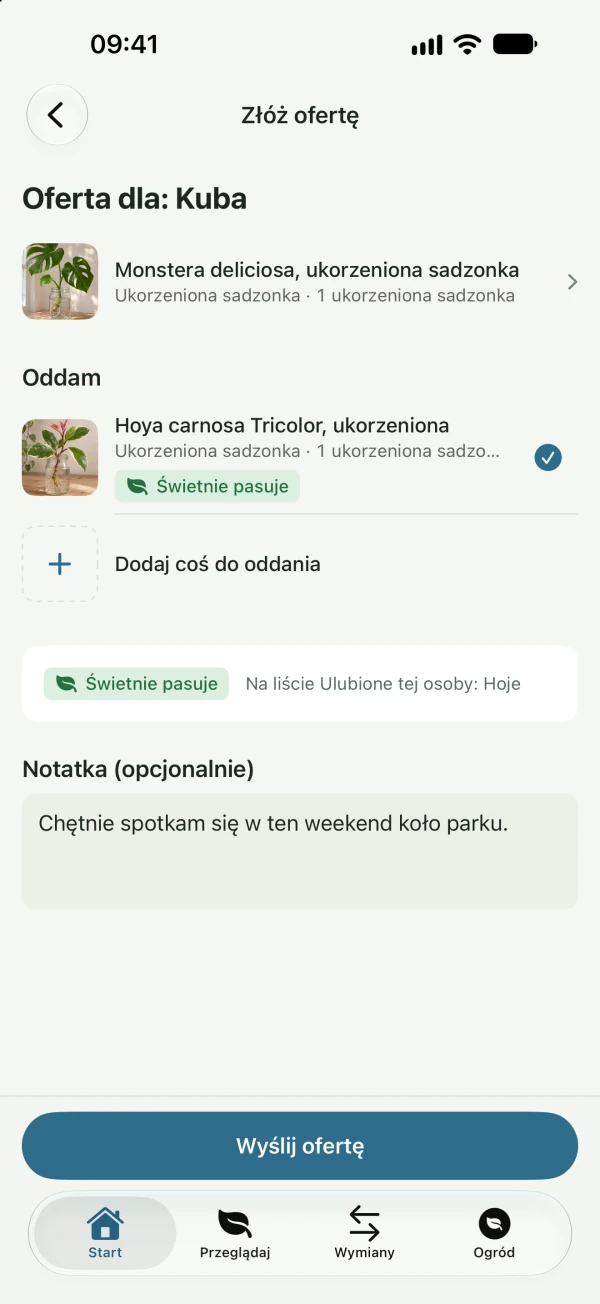 09:41
Złóż ofertę
Oferta dla: Kuba
Monstera deliciosa, ukorzeniona sadzonka
Ukorzeniona sadzonka · 1 ukorzeniona sadzonka
Oddam
Hoya carnosa Tricolor, ukorzeniona
Ukorzeniona sadzonka · 1 ukorzeniona sadzo...
Świetnie pasuje
Dodaj coś do oddania
Świetnie pasuje Na liście Ulubione tej osoby: Hoje
Notatka (opcjonalnie)
Chętnie spotkam się w ten weekend koło parku.
Wyślij ofertę
Start Przeglądaj Wymiany Ogród